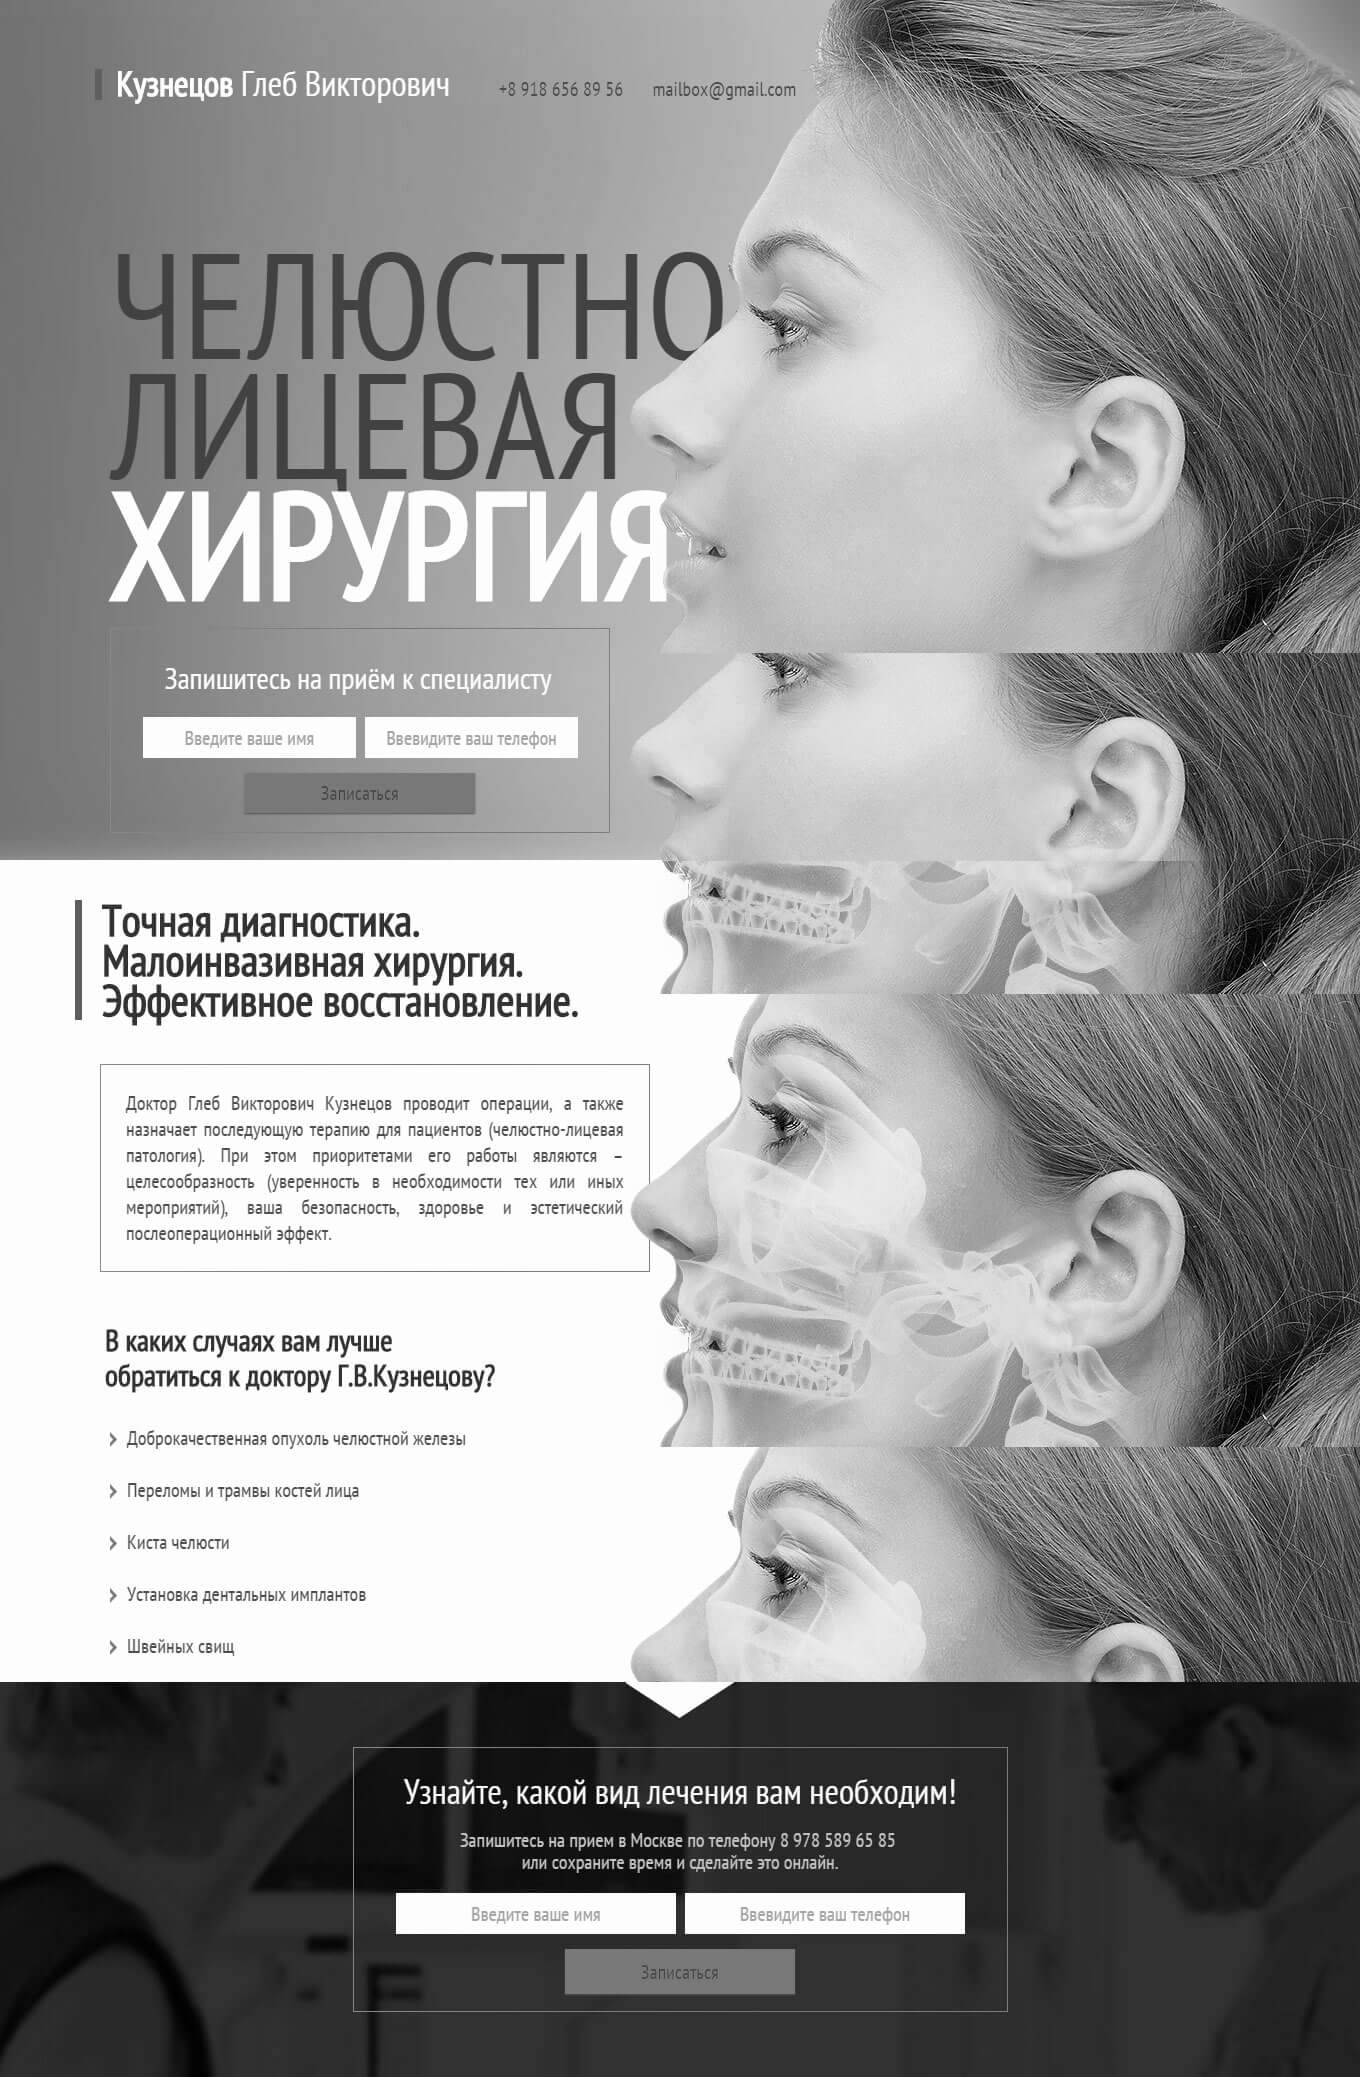 Кузнецов Глеб Викторович
+8 918 656 89 56 mailbox@gmail.com
ЧЕЛЮСТНО
ЛИЦЕВАЯ
ХИРУРГИЯ
Запишитесь на приём к специалисту
Введите ваше имя Ввевидите ваш телефон
Записаться
Точная диагностика.
Малоинвазивная хирургия.
Эффективное восстановление.
Доктор Глеб Викторович Кузнецов проводит операции, а также
назначает последующую терапию для пациентов (челюстно-лицевая
патология). При этом приоритетами его работы являются –
целесообразность (уверенность в необходимости тех или иных
мероприятий), ваша безопасность, здоровье и эстетический
послеоперационный эффект.
В каких случаях вам лучше
обратиться к доктору Г.В.Кузнецову?
Доброкачественная опухоль челюстной железы
Переломы и трамвы костей лица
Киста челюсти
Установка дентальных имплантов
Швейных свищ
Узнайте, какой вид лечения вам необходим!
Запишитесь на прием в Москве по телефону 8 978 589 65 85
или сохраните время и сделайте это онлайн.
Введите ваше имя Ввевидите ваш телефон
Записаться